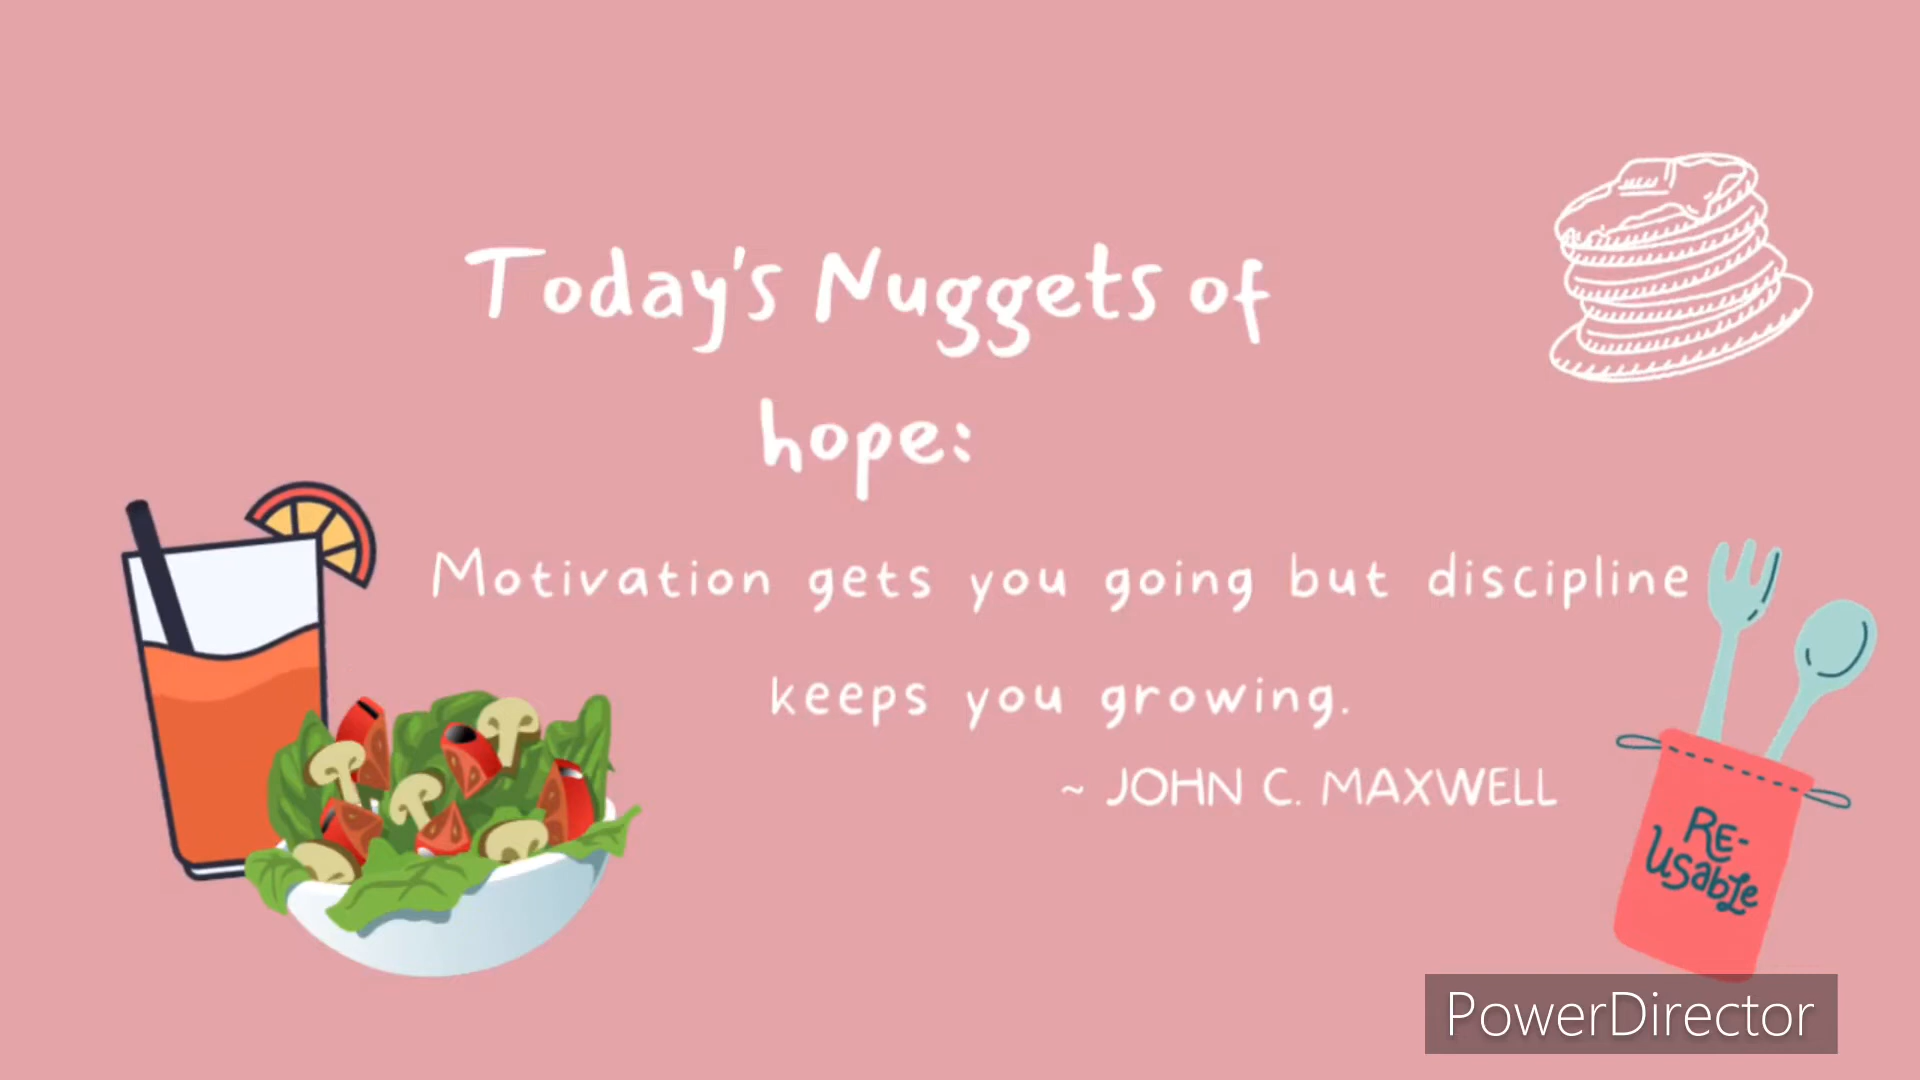 Today's Nuggets of
hope:
Motivation gets you going but discipline
keeps you growing.
~ JOHN C. MAXWELL
RE-
USABLe
PowerDirector